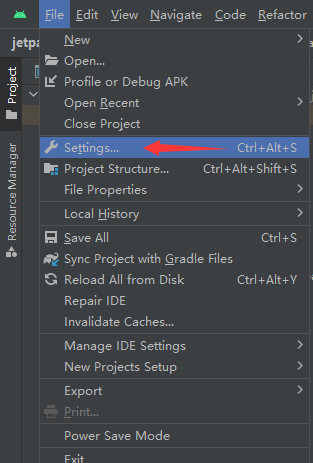 File Edit View Navigate Code Refactor
jetpa
New
Open...
Profile or Debug APK
Open Recent
Close Project
Settings... Ctrl+Alt+S
Project Structure... Ctrl+Alt+Shift+S
File Properties
Local History
Save All Ctrl+S
Sync Project with Gradle Files
Reload All from Disk Ctrl+Alt+Y
Repair IDE
Invalidate Caches...
Manage IDE Settings
New Projects Setup
Export
Print...
Power Save Mode
Exit
Project
Resource Manager